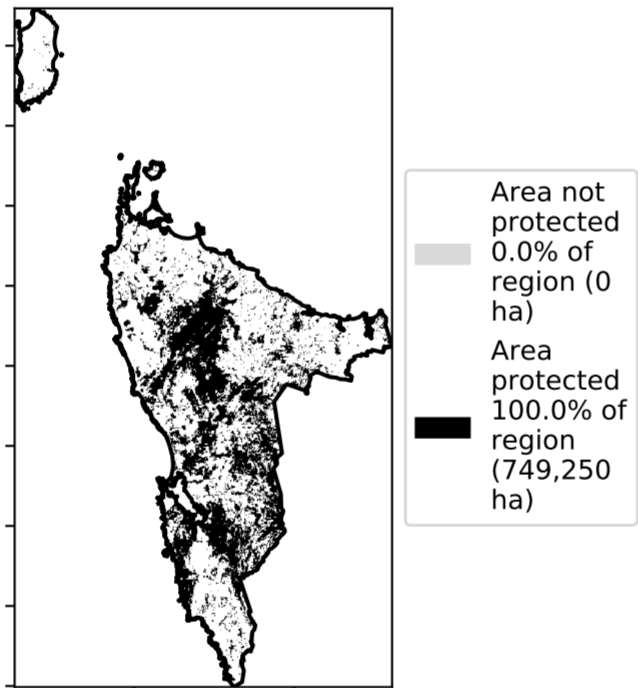 Area not
protected
0.0% of
region (0
ha)
Area
protected
100.0% of
region
(749,250
ha)